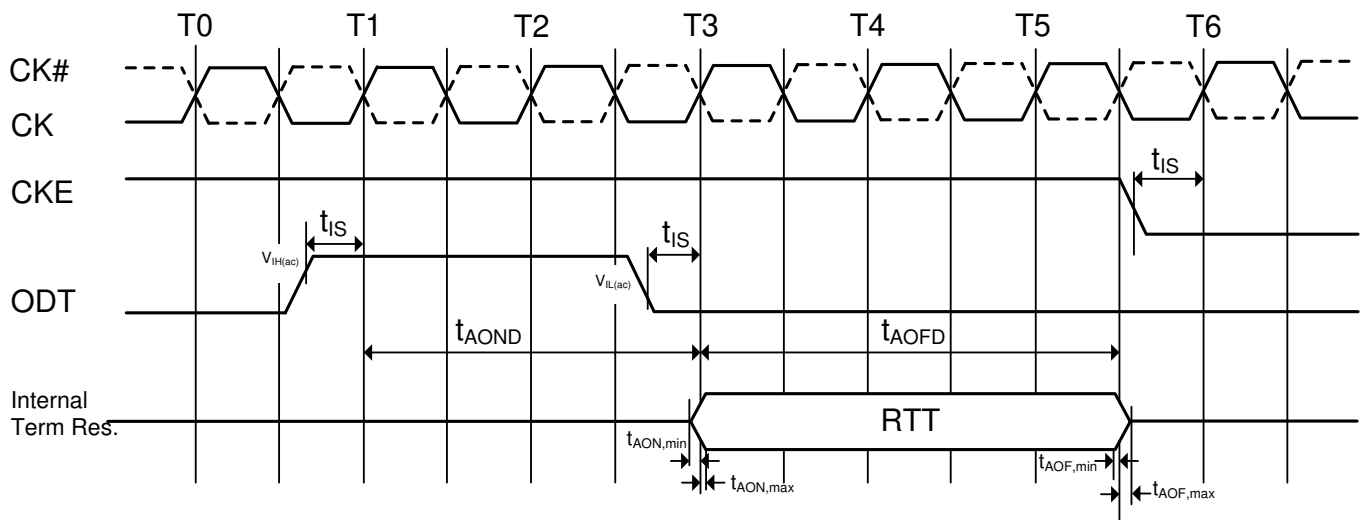 T0 T1 T2 T3 T4 T5 T6
CK#
CK
CKE
tIS
tIS
tIS
VIH(ac)
VIL(ac)
ODT
tAOND
tAOFD
Internal
Term Res.
RTT
tAON,min
tAOF,min
tAON,max
tAOF,max